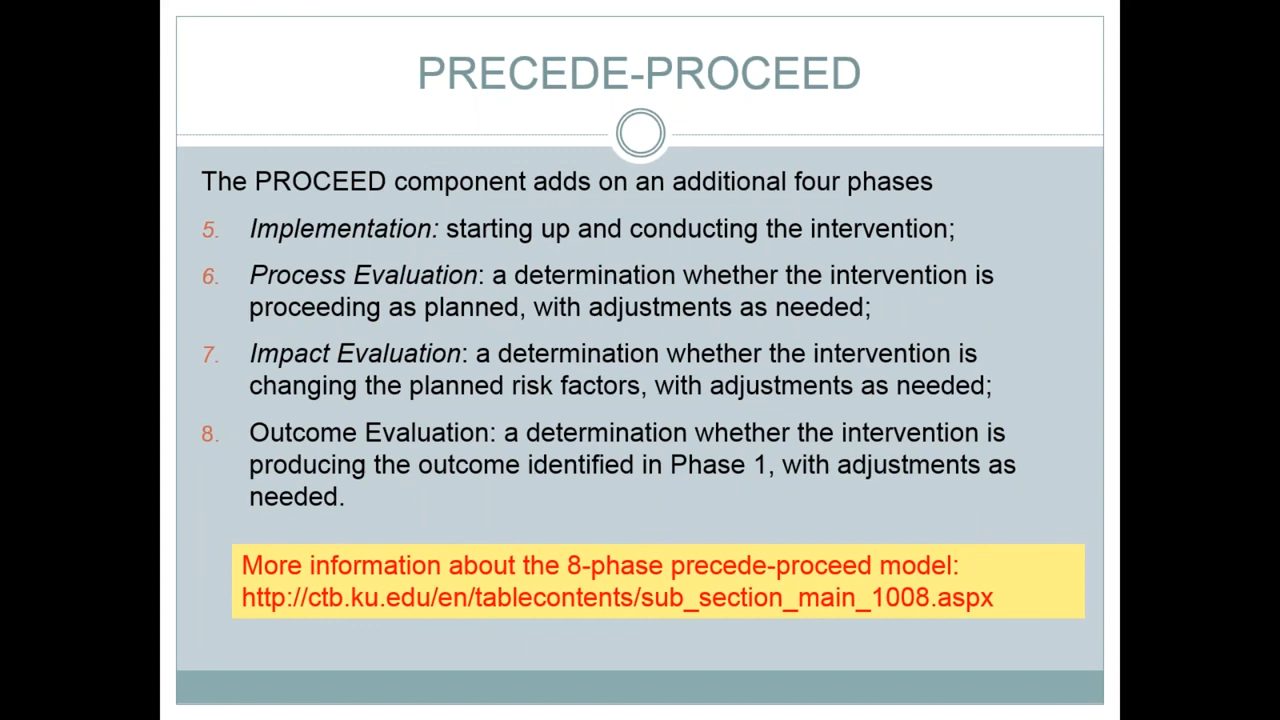 PRECEDE-PROCEED
The PROCEED component adds on an additional four phases
5. Implementation: starting up and conducting the intervention;
6. Process Evaluation: a determination whether the intervention is
proceeding as planned, with adjustments as needed;
7. Impact Evaluation: a determination whether the intervention is
changing the planned risk factors, with adjustments as needed;
8. Outcome Evaluation: a determination whether the intervention is
producing the outcome identified in Phase 1, with adjustments as
needed.
More information about the 8-phase precede-proceed model:
http://ctb.ku.edu/en/tablecontents/sub_section_main_1008.aspx